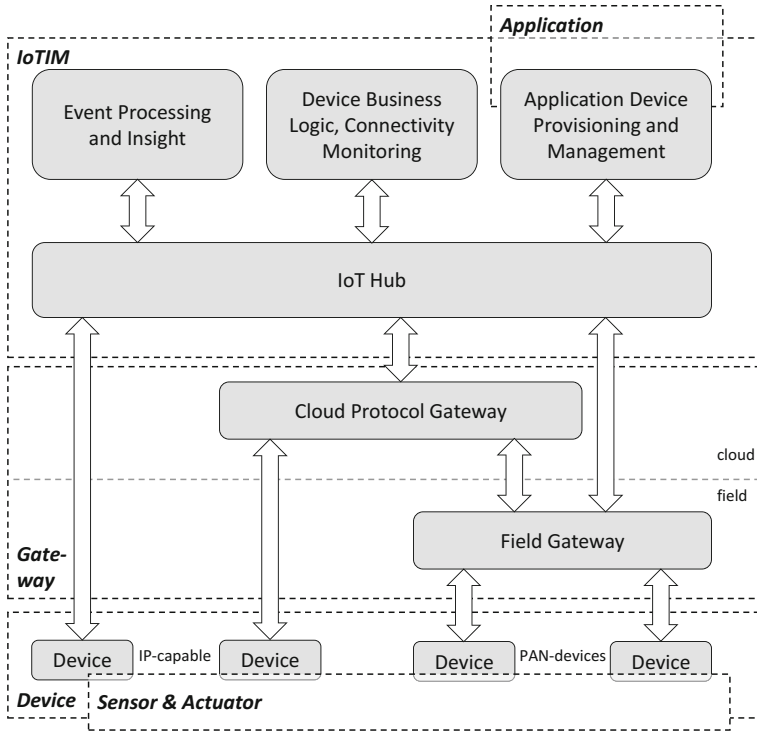 Application
IoTIM
Event Processing
and Insight
Device Business
Logic, Connectivity
Monitoring
Application Device
Provisioning and
Management
IoT Hub
Cloud Protocol Gateway
cloud
field
Field Gateway
Gate-
way
Device
IP-capable
Device
Device
PAN-devices
Device
Device
Sensor & Actuator